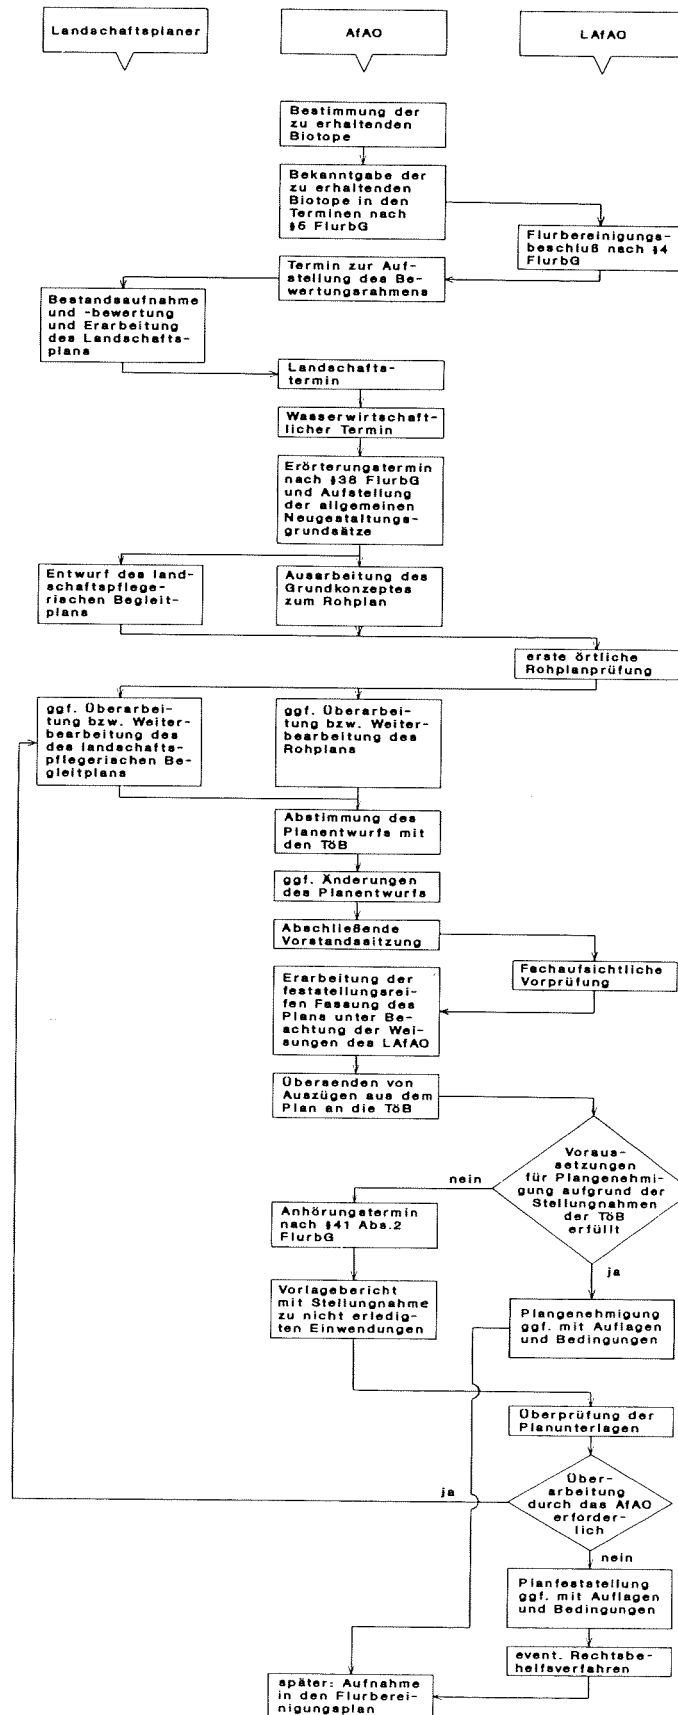 Landschaftsplaner
AfAO
LAfAO
Bestimmung der
zu erhaltenden
Biotope
Bekanntgabe der
zu erhaltenden
Biotope in den
Terminen nach
§5 FlurbG
Flurbereinigungs-
beschluß nach §4
FlurbG
Termin zur Auf-
stellung des Be-
wertungsrahmens
Bestandsaufnahme
und -bewertung
und Erarbeitung
des Landschafts-
plans
Landschafts-
termin
Wasserwirtschaft-
licher Termin
Erörterungstermin
nach §38 FlurbG
und Aufstellung
der allgemeinen
Neugestaltungs-
grundsätze
Entwurf des land-
schaftspflege-
rischen Begleit-
plans
Ausarbeitung des
Grundkonzeptes
zum Rohplan
erste örtliche
Rohplanprüfung
ggf. Überarbei-
tung bzw. Weiter-
bearbeitung des
des landschafts-
pflegerischen Be-
gleitplans
ggf. Überarbei-
tung bzw. Weiter-
bearbeitung des
Rohplans
Abstimmung des
Planentwurfs mit
den TöB
ggf. Änderungen
des Planentwurfs
Abschließende
Vorstandssitzung
Fachaufsichtliche
Vorprüfung
Erarbeitung der
feststellungsrei-
fen Fassung des
Plans unter Be-
achtung der Wei-
sungen des LAfAO
Übersenden von
Auszügen aus dem
Plan an die TöB
Voraus-
setzungen
für Plangenehmi-
gung aufgrund der
Stellungnahmen
der TöB
erfüllt
nein
ja
Anhörungstermin
nach §41 Abs.2
FlurbG
Vorlagebericht
mit Stellungnahme
zu nicht erledig-
ten Einwendungen
Plangenehmigung
ggf. mit Auflagen
und Bedingungen
Überprüfung der
Planunterlagen
Über-
arbeitung
durch das AfAO
erforder-
lich
ja
nein
Planfeststellung
ggf. mit Auflagen
und Bedingungen
event. Rechtsbe-
helfsverfahren
später: Aufnahme
in den Flurberei-
nigungsplan